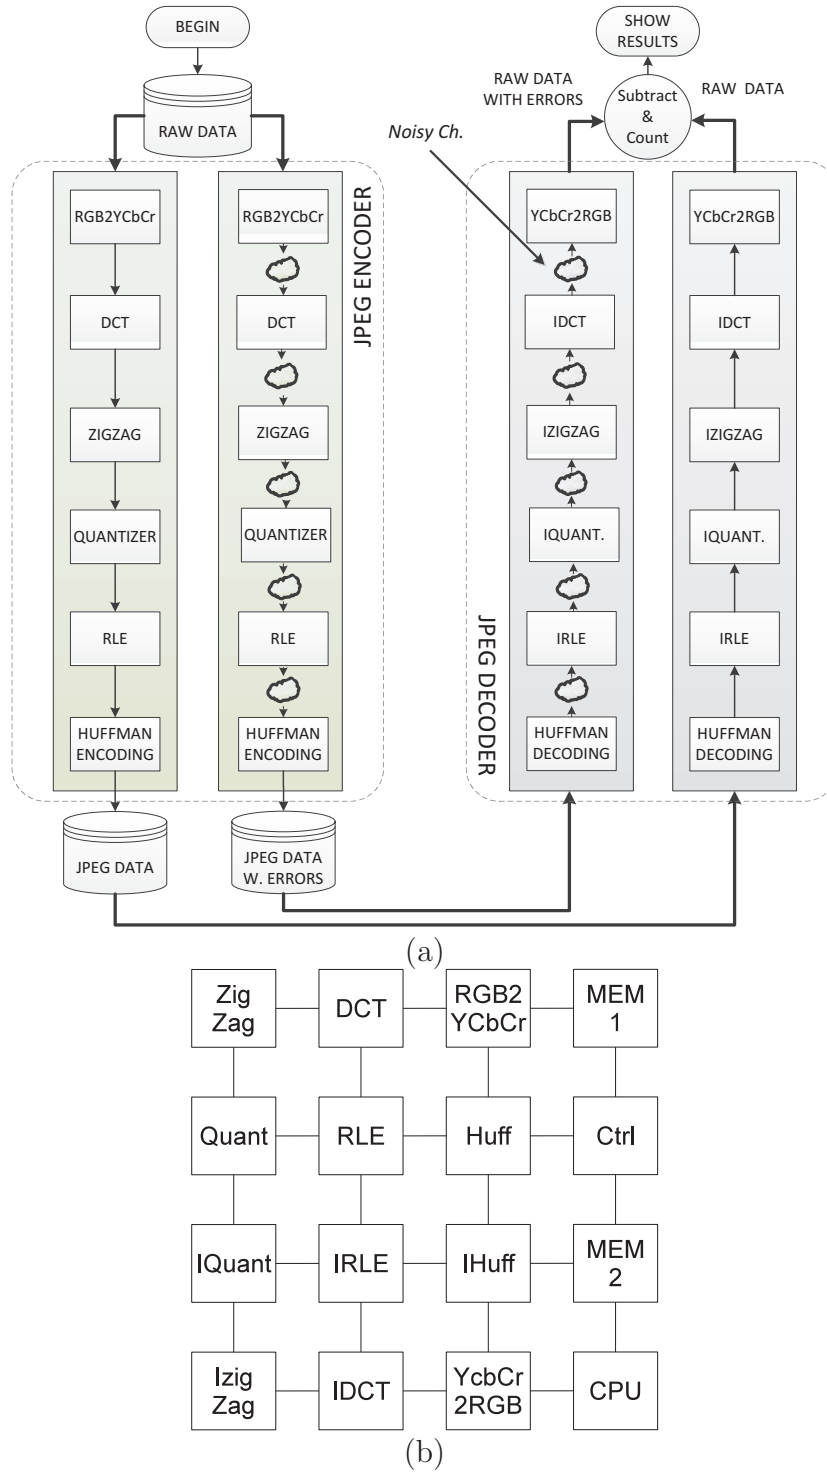 BEGIN
RAW DATA
SHOW
RESULTS
RAW DATA
WITH ERRORS
Subtract
&
Count
RAW DATA
Noisy Ch.
JPEG ENCODER
RGB2YCbCr
DCT
ZIGZAG
QUANTIZER
RLE
HUFFMAN
ENCODING
JPEG DATA
RGB2YCbCr
DCT
ZIGZAG
QUANTIZER
RLE
HUFFMAN
ENCODING
JPEG DATA
W. ERRORS
JPEG DECODER
YCbCr2RGB
IDCT
IZIGZAG
IQUANT.
IRLE
HUFFMAN
DECODING
YCbCr2RGB
IDCT
IZIGZAG
IQUANT.
IRLE
HUFFMAN
DECODING
(a)
Zig
Zag
DCT
RGB2
YCbCr
MEM
1
Quant
RLE
Huff
Ctrl
IQuant
IRLE
IHuff
MEM
2
Izig
Zag
IDCT
YcbCr
2RGB
CPU
(b)